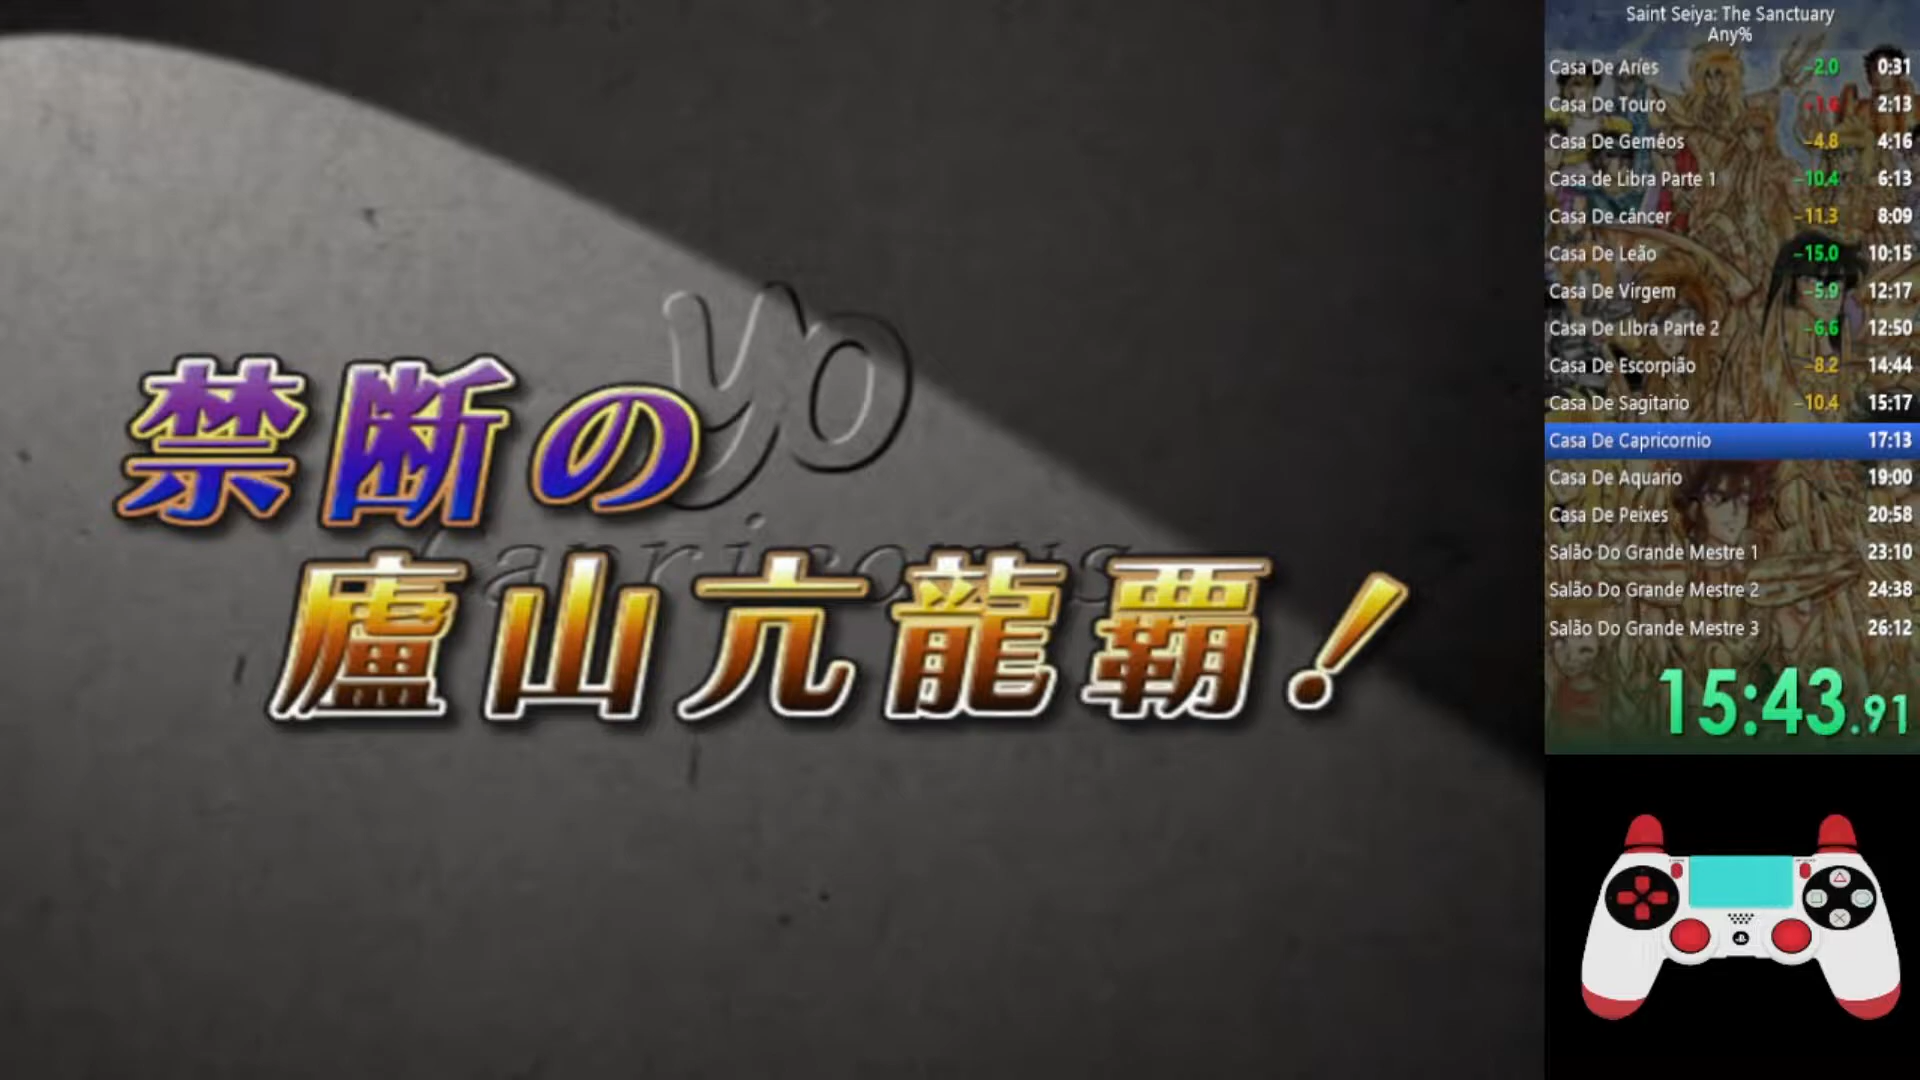 Saint Seiya: The Sanctuary
Any%
Casa De Aríes -2.0 0:31
Casa De Touro -1.6 2:13
Casa De Gemêos -4.8 4:16
Casa de Libra Parte 1 -10.4 6:13
Casa De câncer -11.3 8:09
Casa De Leão -15.0 10:15
Casa De Virgem -5.9 12:17
Casa De LIbra Parte 2 -6.6 12:50
Casa De Escorpião -8.2 14:44
Casa De Sagitario -10.4 15:17
Casa De Capricornio 17:13
Casa De Aquario 19:00
Casa De Peixes 20:58
Salão Do Grande Mestre 1 23:10
Salão Do Grande Mestre 2 24:38
Salão Do Grande Mestre 3 26:12
15:43.91
禁断の
廬山亢龍覇！
Capricornus